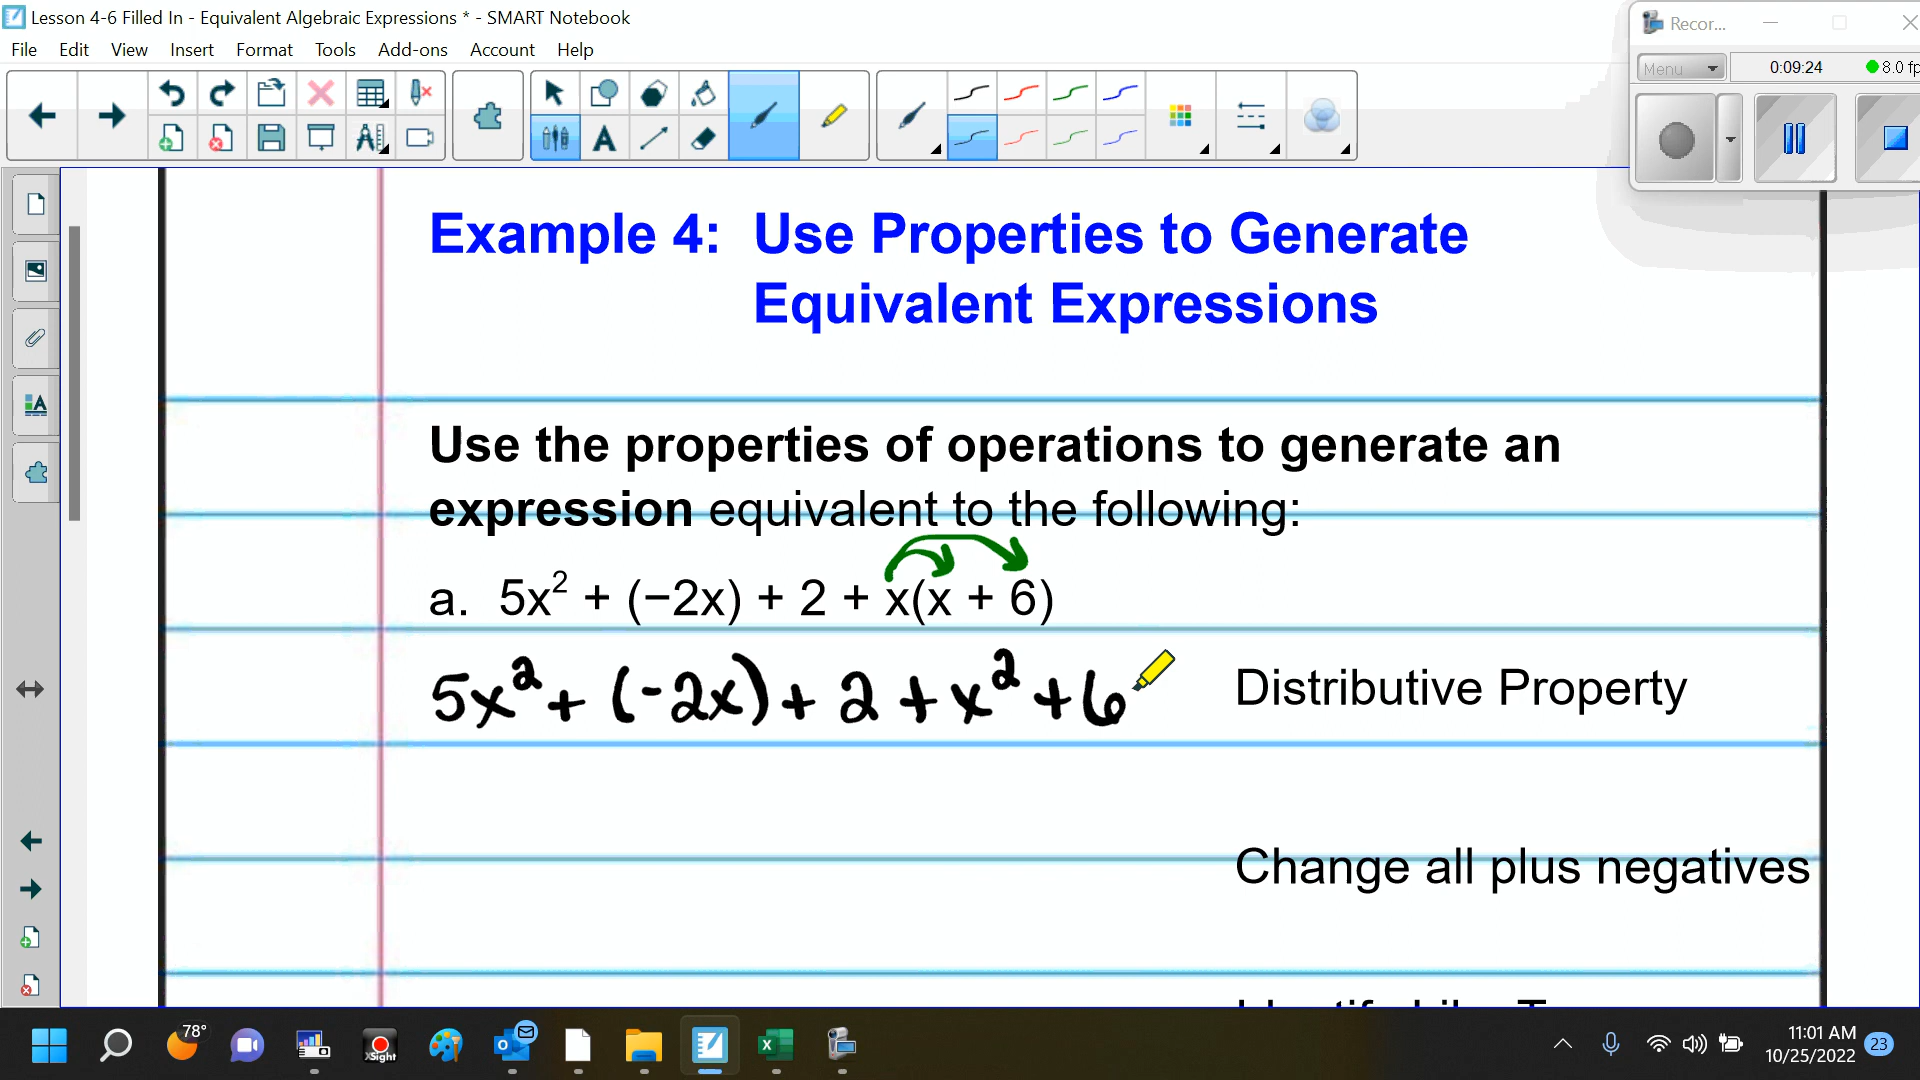 Lesson 4-6 Filled In - Equivalent Algebraic Expressions * - SMART Notebook
File Edit View Insert Format Tools Add-ons Account Help
Recor...
Menu 0:09:24 8.0 fp
Example 4: Use Properties to Generate
Equivalent Expressions
Use the properties of operations to generate an
expression equivalent to the following:
a. 5x² + (−2x) + 2 + x(x + 6)
5x² + (-2x) + 2 + x² + 6
Distributive Property
Change all plus negatives
78°
xSight
11:01 AM
10/25/2022
23